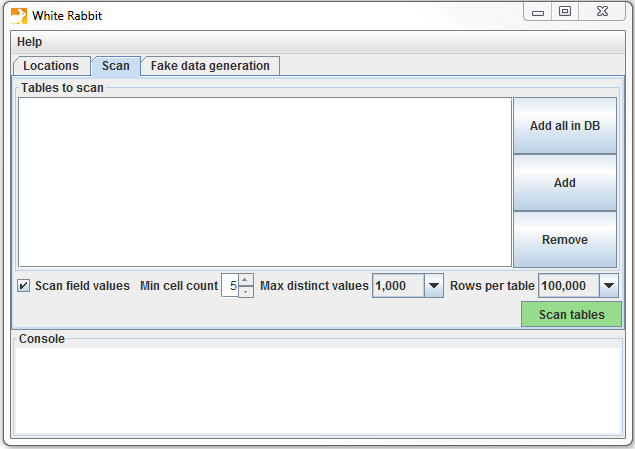 White Rabbit
Help
Locations Scan Fake data generation
Tables to scan
Add all in DB
Add
Remove
Scan field values Min cell count 5 Max distinct values 1,000 Rows per table 100,000
Scan tables
Console